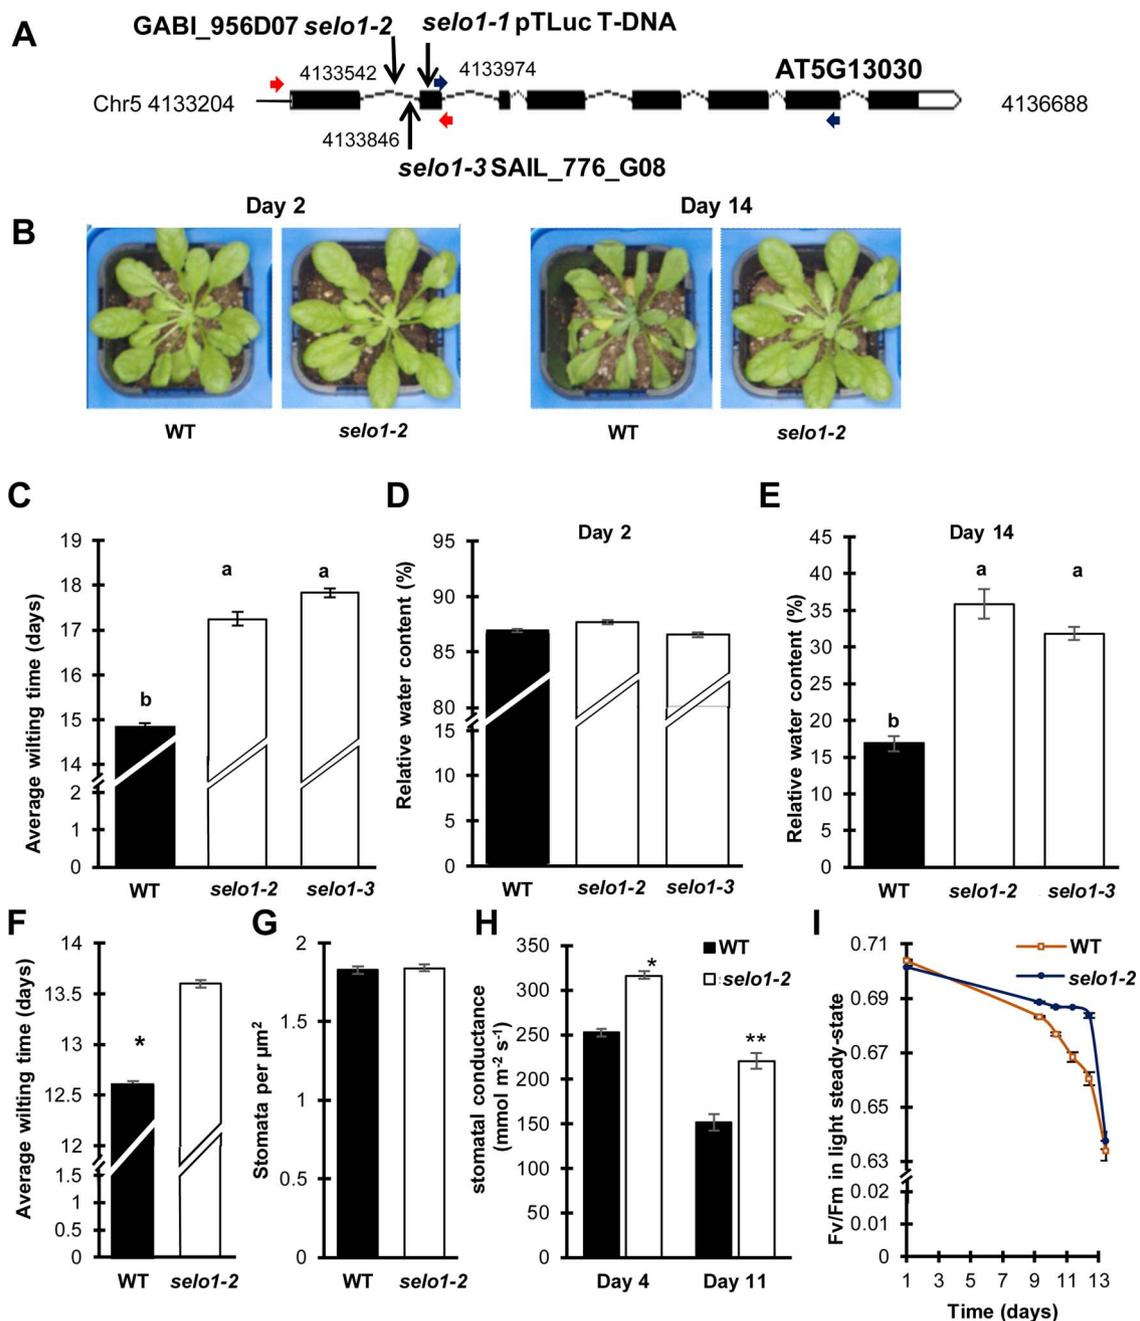 A
GABI_956D07 selo1-2
selo1-1 pTLuc T-DNA
4133542
4133974
AT5G13030
Chr5 4133204
4136688
4133846
selo1-3 SAIL_776_G08
B
Day 2
Day 14
WT
selo1-2
WT
selo1-2
C
Average wilting time (days)
19
18
17
16
15
14
2
1
0
b
a
a
WT
selo1-2
selo1-3
D
Day 2
Relative water content (%)
95
90
85
80
15
10
5
0
WT
selo1-2
selo1-3
E
Day 14
Relative water content (%)
45
40
35
30
25
20
15
10
5
0
b
a
a
WT
selo1-2
selo1-3
F
Average wilting time (days)
14
13.5
13
12.5
12
1.5
1
0.5
0
*
WT
selo1-2
G
Stomata per µm2
2
1.5
1
0.5
0
WT
selo1-2
H
stomatal conductance
(mmol m-2 s-1)
350
300
250
200
150
100
50
0
WT
selo1-2
*
**
Day 4
Day 11
I
Fv/Fm in light steady-state
0.71
0.69
0.67
0.65
0.63
0.02
0.01
0
WT
selo1-2
1 3 5 7 9 11 13
Time (days)